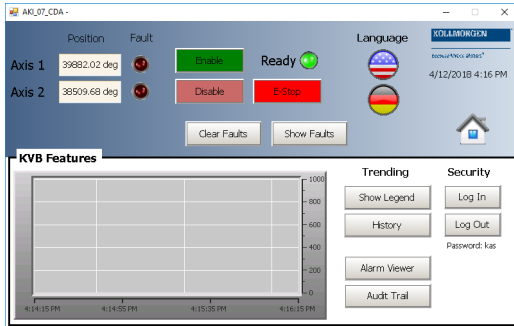 AKI_07_CDA -
Position Fault Language KOLLMORGEN
Axis 1 39882.02 deg Enable Ready
4/12/2018 4:16 PM
Axis 2 38509.68 deg Disable E-Stop
Clear Faults Show Faults
KVB Features
Trending Security
1000
Show Legend Log In
800
600
History Log Out
400
Password: kas
200
Alarm Viewer
0
Audit Trail
4:14:15 PM 4:14:55 PM 4:15:35 PM 4:16:15 PM